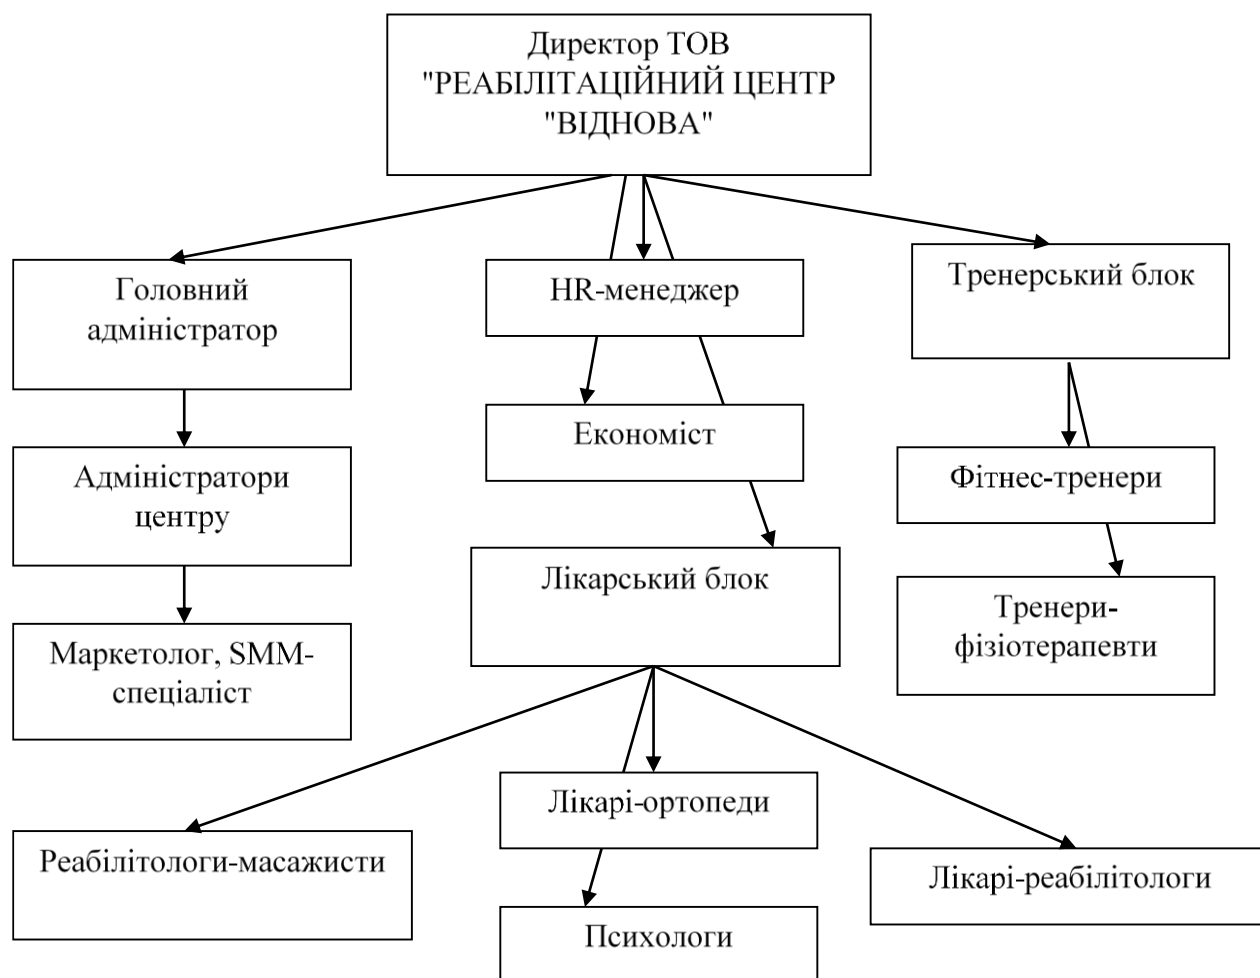 Директор ТОВ
"РЕАБІЛІТАЦІЙНИЙ ЦЕНТР
"ВІДНОВА"
Головний
адміністратор
HR-менеджер
Тренерський блок
Економіст
Адміністратори
центру
Фітнес-тренери
Лікарський блок
Тренери-
фізіотерапевти
Маркетолог, SMM-
спеціаліст
Лікарі-ортопеди
Реабілітологи-масажисти
Лікарі-реабілітологи
Психологи